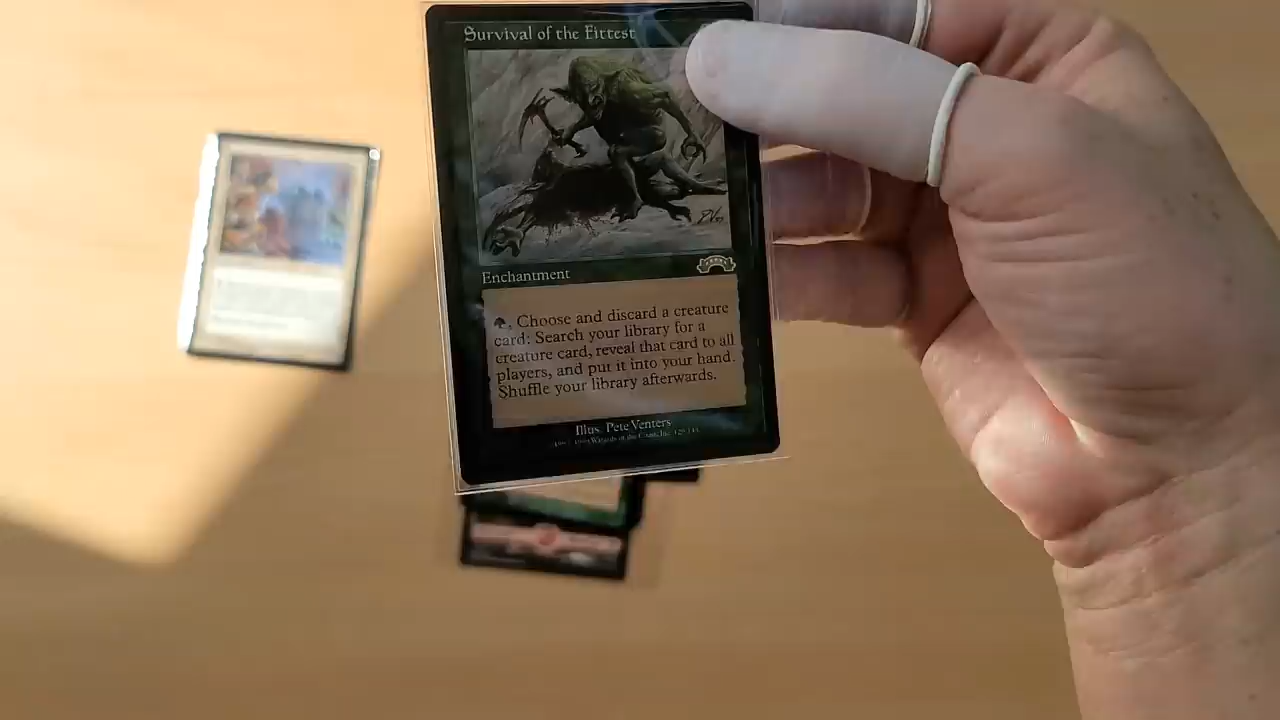 Survival of the Fittest
Enchantment
, Choose and discard a creature
card: Search your library for a
creature card, reveal that card to all
players, and put it into your hand.
Shuffle your library afterwards.
Illus. Pete Venters